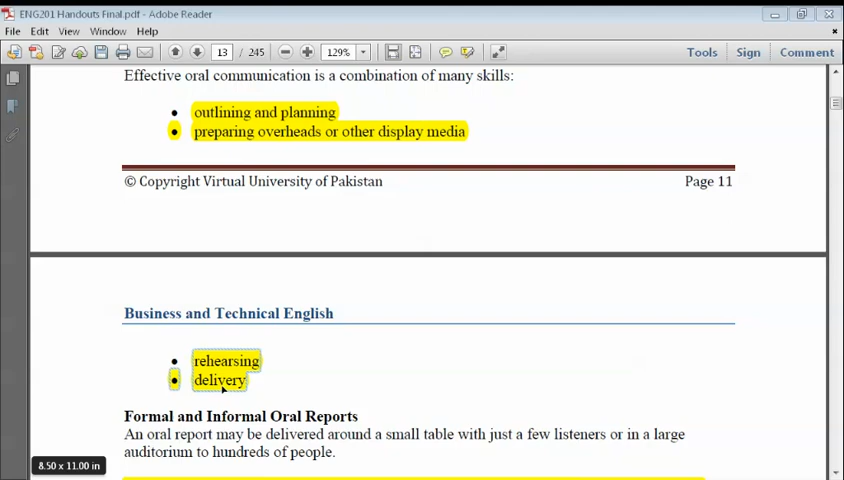 ENG201 Handouts Final.pdf - Adobe Reader
File Edit View Window Help
13 / 245 129% Tools Sign Comment
Effective oral communication is a combination of many skills:
• outlining and planning
• preparing overheads or other display media
© Copyright Virtual University of Pakistan Page 11
Business and Technical English
• rehearsing
• delivery
Formal and Informal Oral Reports
An oral report may be delivered around a small table with just a few listeners or in a large
auditorium to hundreds of people.
8.50 x 11.00 in